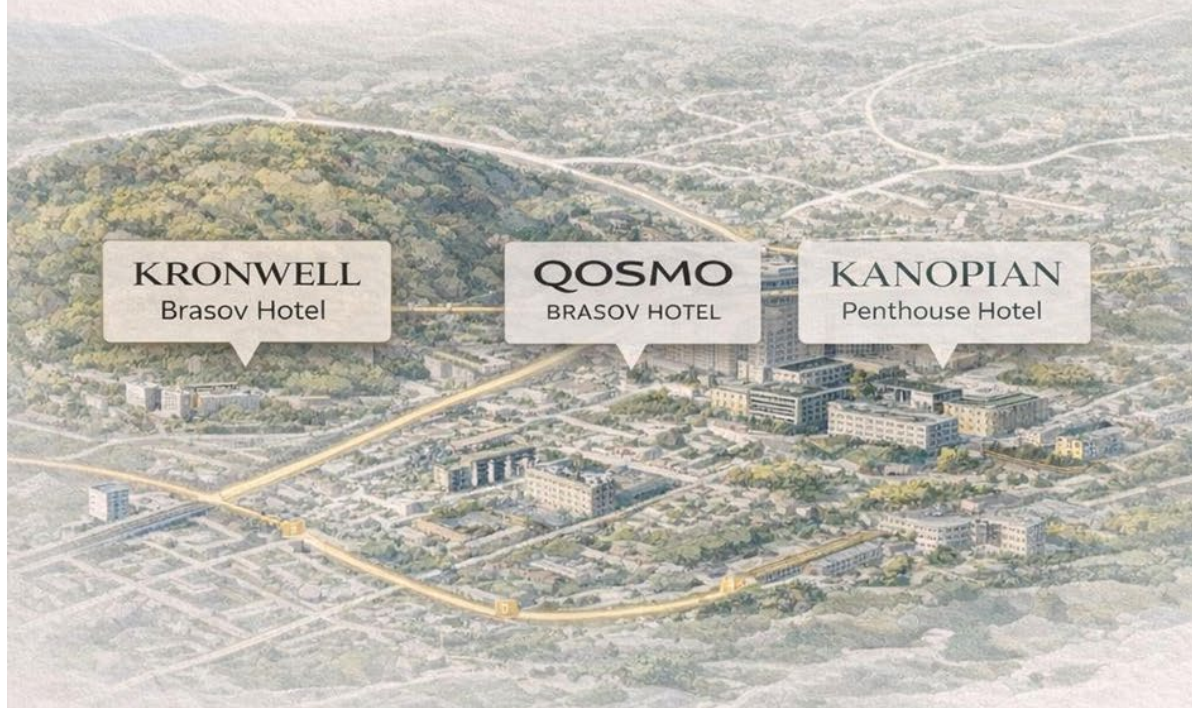 KRONWELL
Brasov Hotel
QOSMO
BRASOV HOTEL
KANOPIAN
Penthouse Hotel